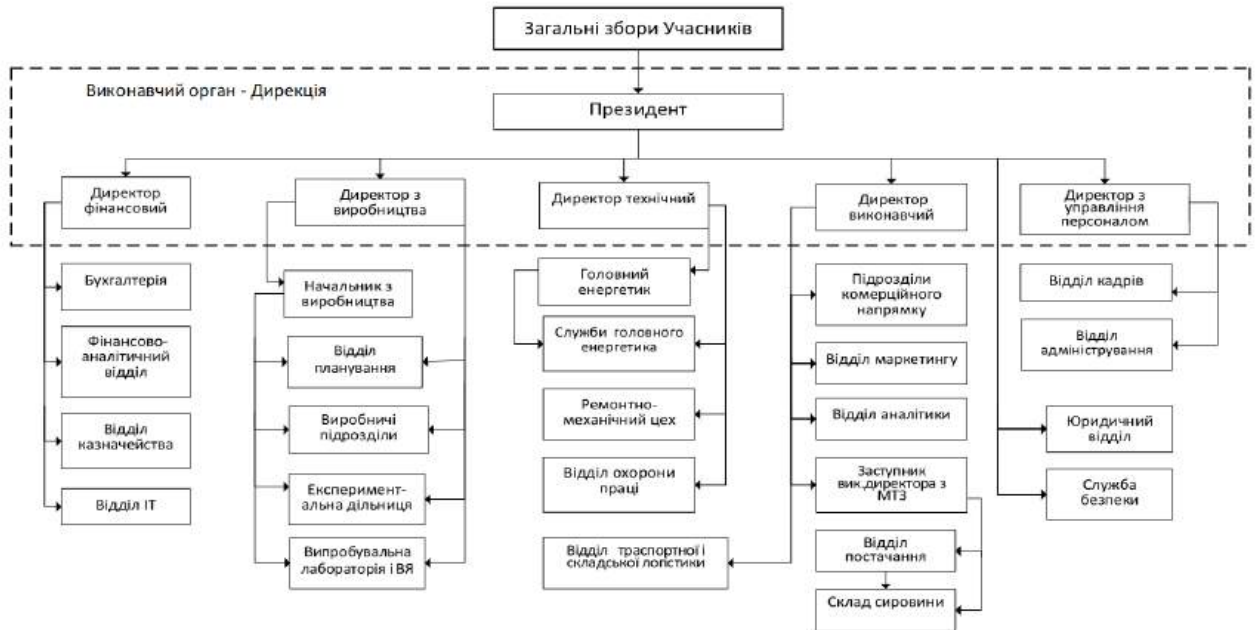 Загальні збори Учасників
Виконавчий орган - Дирекція
Президент
Директор
фінансовий
Директор з
виробництва
Директор технічний
Директор
виконавчий
Директор з
управління
персоналом
Бухгалтерія
Фінансово-
аналітичний
відділ
Відділ
казначейства
Відділ ІТ
Начальник з
виробництва
Відділ
планування
Виробничі
підрозділи
Експеримент-
альна дільниця
Випробувальна
лабораторія і ВЯ
Головний
енергетик
Служби головного
енергетика
Ремонтно-
механічний цех
Відділ охорони
праці
Відділ траспортної і
складської логістики
Підрозділи
комерційного
напрямку
Відділ маркетингу
Відділ аналітики
Заступник
вик.директора з
МТЗ
Відділ
постачання
Склад сировини
Відділ кадрів
Відділ
адміністрування
Юридичний
відділ
Служба
безпеки